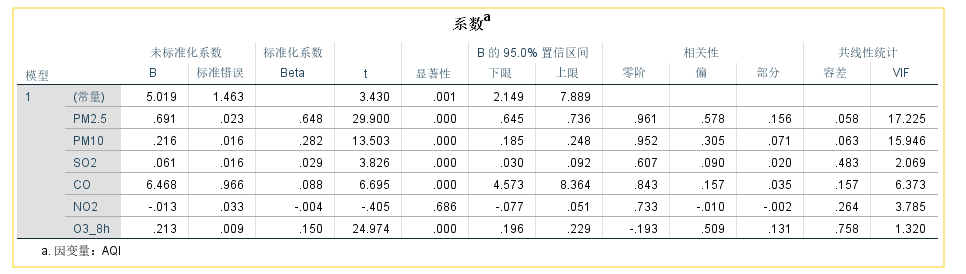 系数a
未标准化系数 标准化系数 B 的 95.0% 置信区间 相关性 共线性统计
模型 B 标准错误 Beta t 显著性 下限 上限 零阶 偏 部分 容差 VIF
1 (常量) 5.019 1.463 3.430 .001 2.149 7.889
PM2.5 .691 .023 .648 29.900 .000 .645 .736 .961 .578 .156 .058 17.225
PM10 .216 .016 .282 13.503 .000 .185 .248 .952 .305 .071 .063 15.946
SO2 .061 .016 .029 3.826 .000 .030 .092 .607 .090 .020 .483 2.069
CO 6.468 .966 .088 6.695 .000 4.573 8.364 .843 .157 .035 .157 6.373
NO2 -.013 .033 -.004 -.405 .686 -.077 .051 .733 -.010 -.002 .264 3.785
O3_8h .213 .009 .150 24.974 .000 .196 .229 -.193 .509 .131 .758 1.320
a. 因变量：AQI